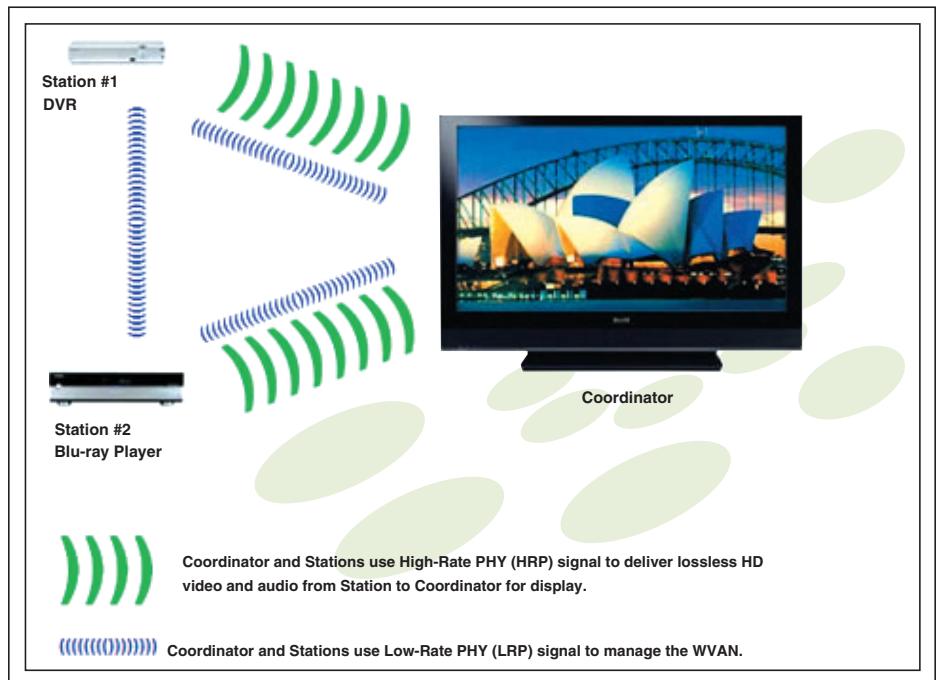 Station #1
DVR
Coordinator
Station #2
Blu-ray Player
Coordinator and Stations use High-Rate PHY (HRP) signal to deliver lossless HD
video and audio from Station to Coordinator for display.
Coordinator and Stations use Low-Rate PHY (LRP) signal to manage the WVAN.